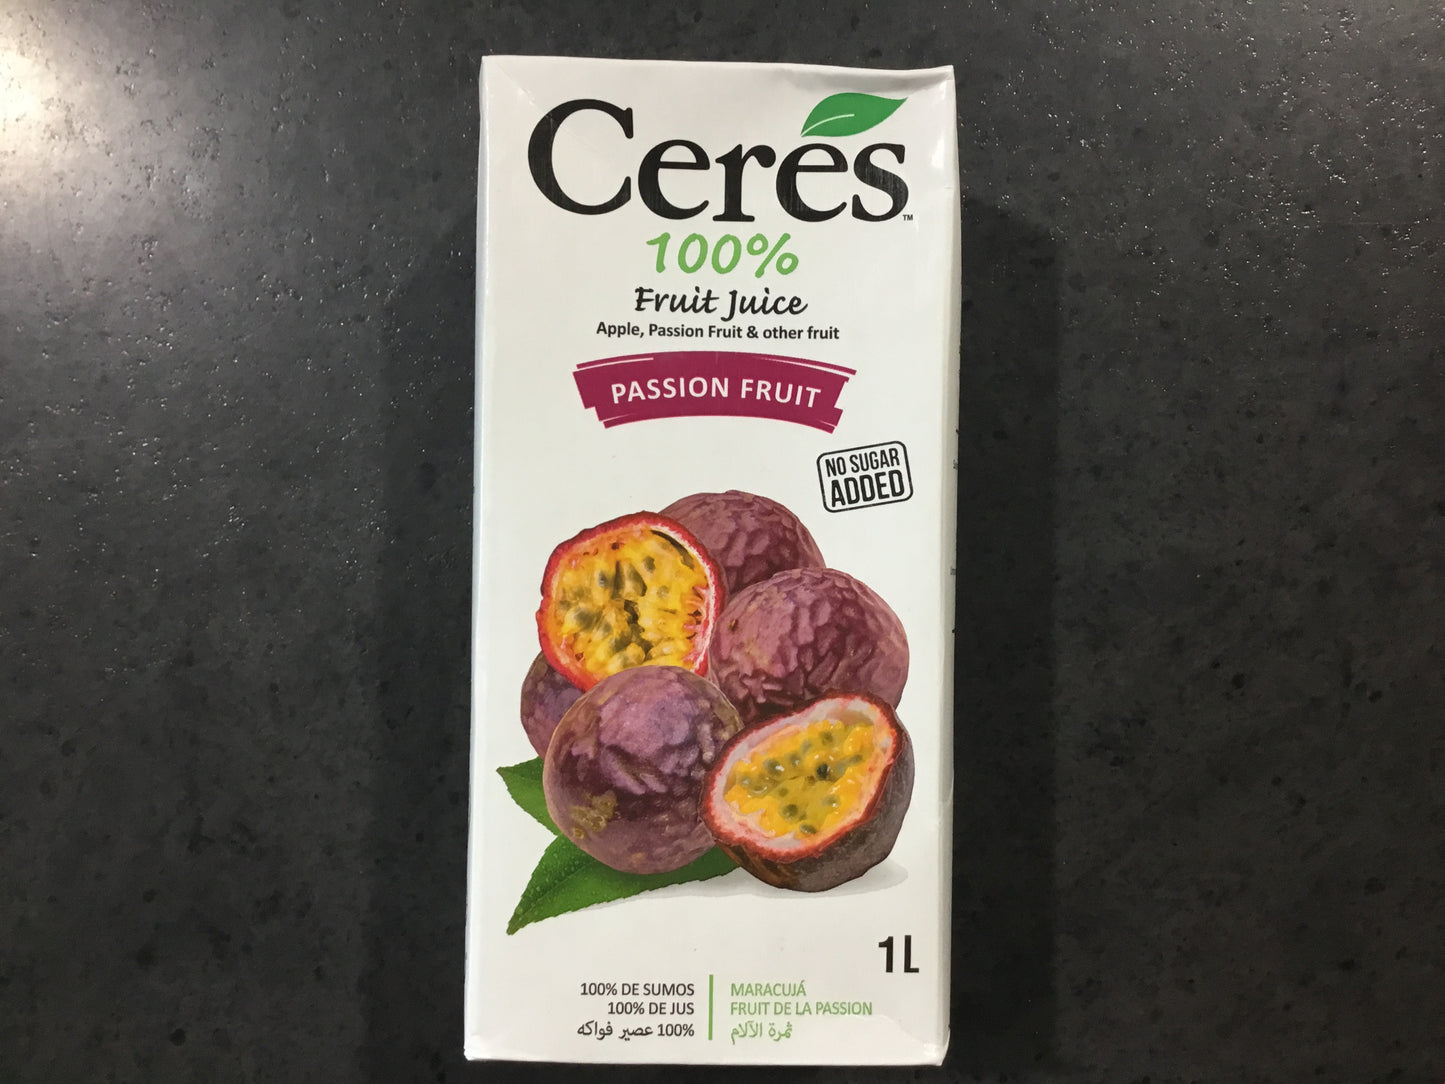 Cerés™
100%
Fruit Juice
Apple, Passion Fruit & other fruit
PASSION FRUIT
NO SUGAR
ADDED
1L
100% DE SUMOS
100% DE JUS
100% عصير فواكه
MARACUJÁ
FRUIT DE LA PASSION
ثمرة الآلام